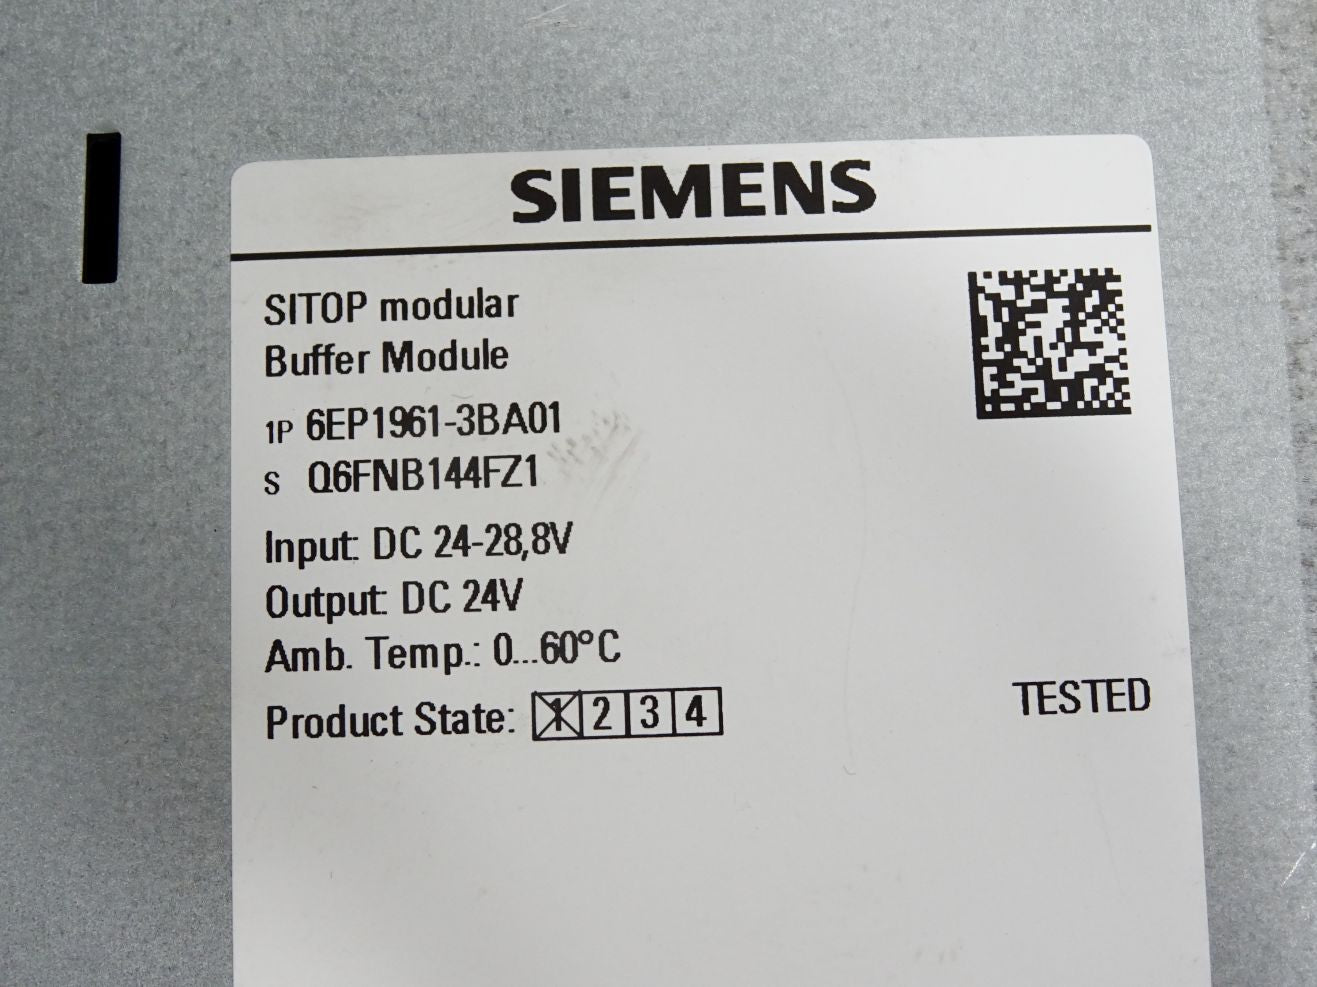 SIEMENS
SITOP modular
Buffer Module
1P 6EP1961-3BA01
S Q6FNB144FZ1
Input: DC 24-28,8V
Output: DC 24V
Amb. Temp.: 0...60°C
Product State: 1 2 3 4
TESTED